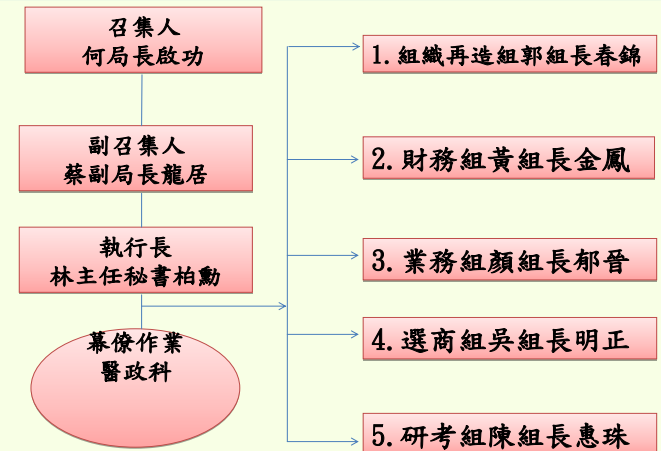 召集人
何局長啟功
副召集人
蔡副局長龍居
執行長
林主任秘書柏勳
幕僚作業
醫政科
1.組織再造組郭組長春錦
2.財務組黃組長金鳳
3.業務組顏組長郁晉
4.選商組吳組長明正
5.研考組陳組長惠珠